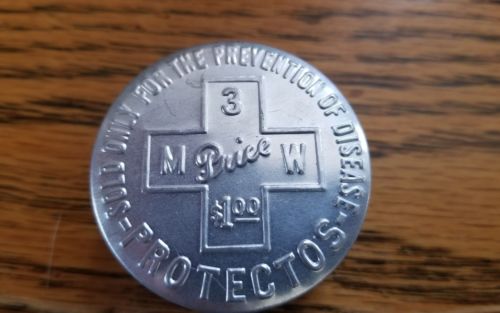 =SOLD ONLY FOR THE PREVENTION OF DISEASE=
3
M Price W
$1.00
PROTECTOS